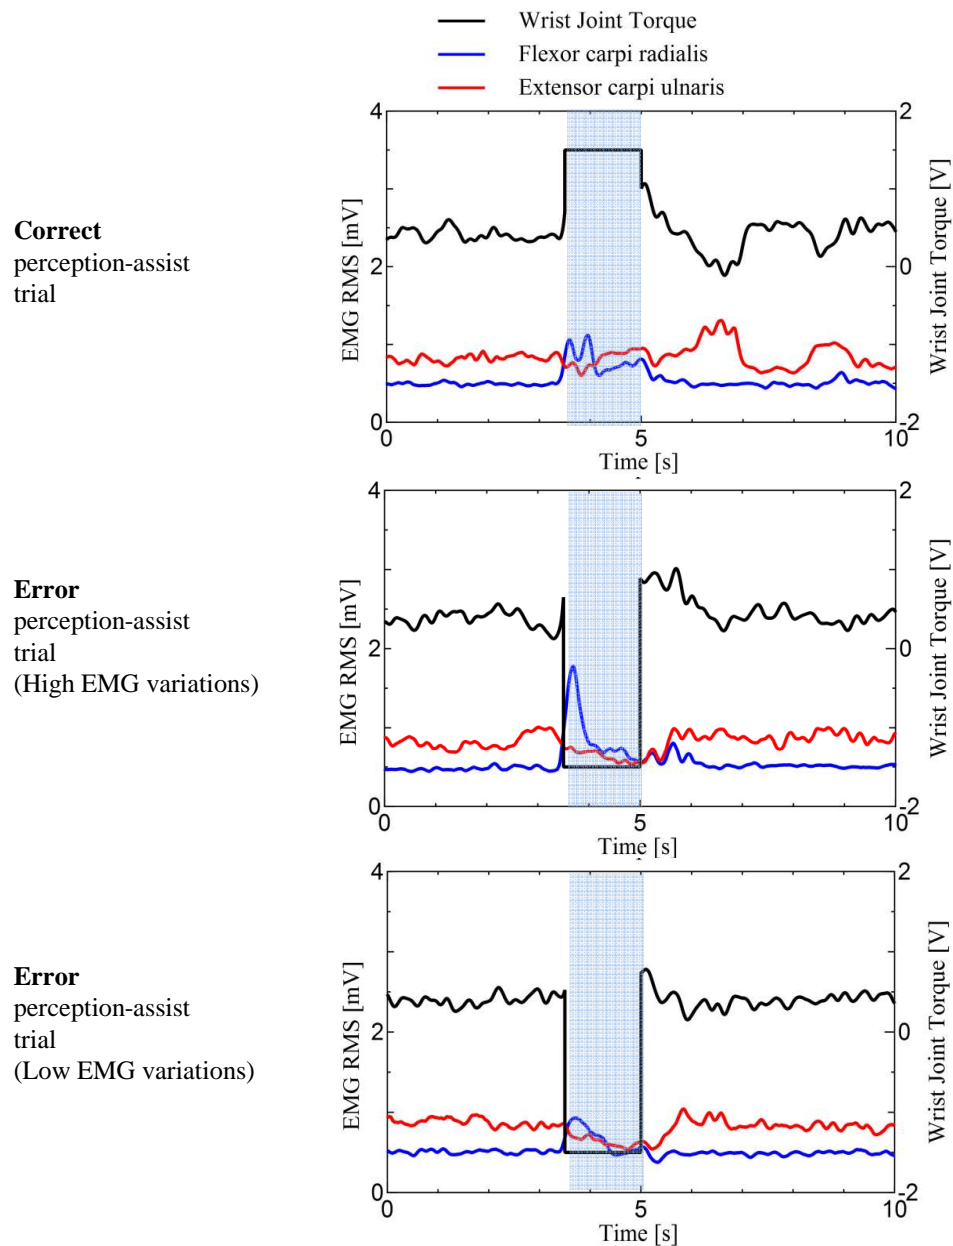 Wrist Joint Torque
Flexor carpi radialis
Extensor carpi ulnaris
Correct
perception-assist
trial
4
2
0
EMG RMS [mV]
2
0
-2
Wrist Joint Torque [V]
0
5
10
Time [s]
Error
perception-assist
trial
(High EMG variations)
4
2
0
EMG RMS [mV]
2
0
-2
Wrist Joint Torque [V]
0
5
10
Time [s]
Error
perception-assist
trial
(Low EMG variations)
4
2
0
EMG RMS [mV]
2
0
-2
Wrist Joint Torque [V]
0
5
10
Time [s]